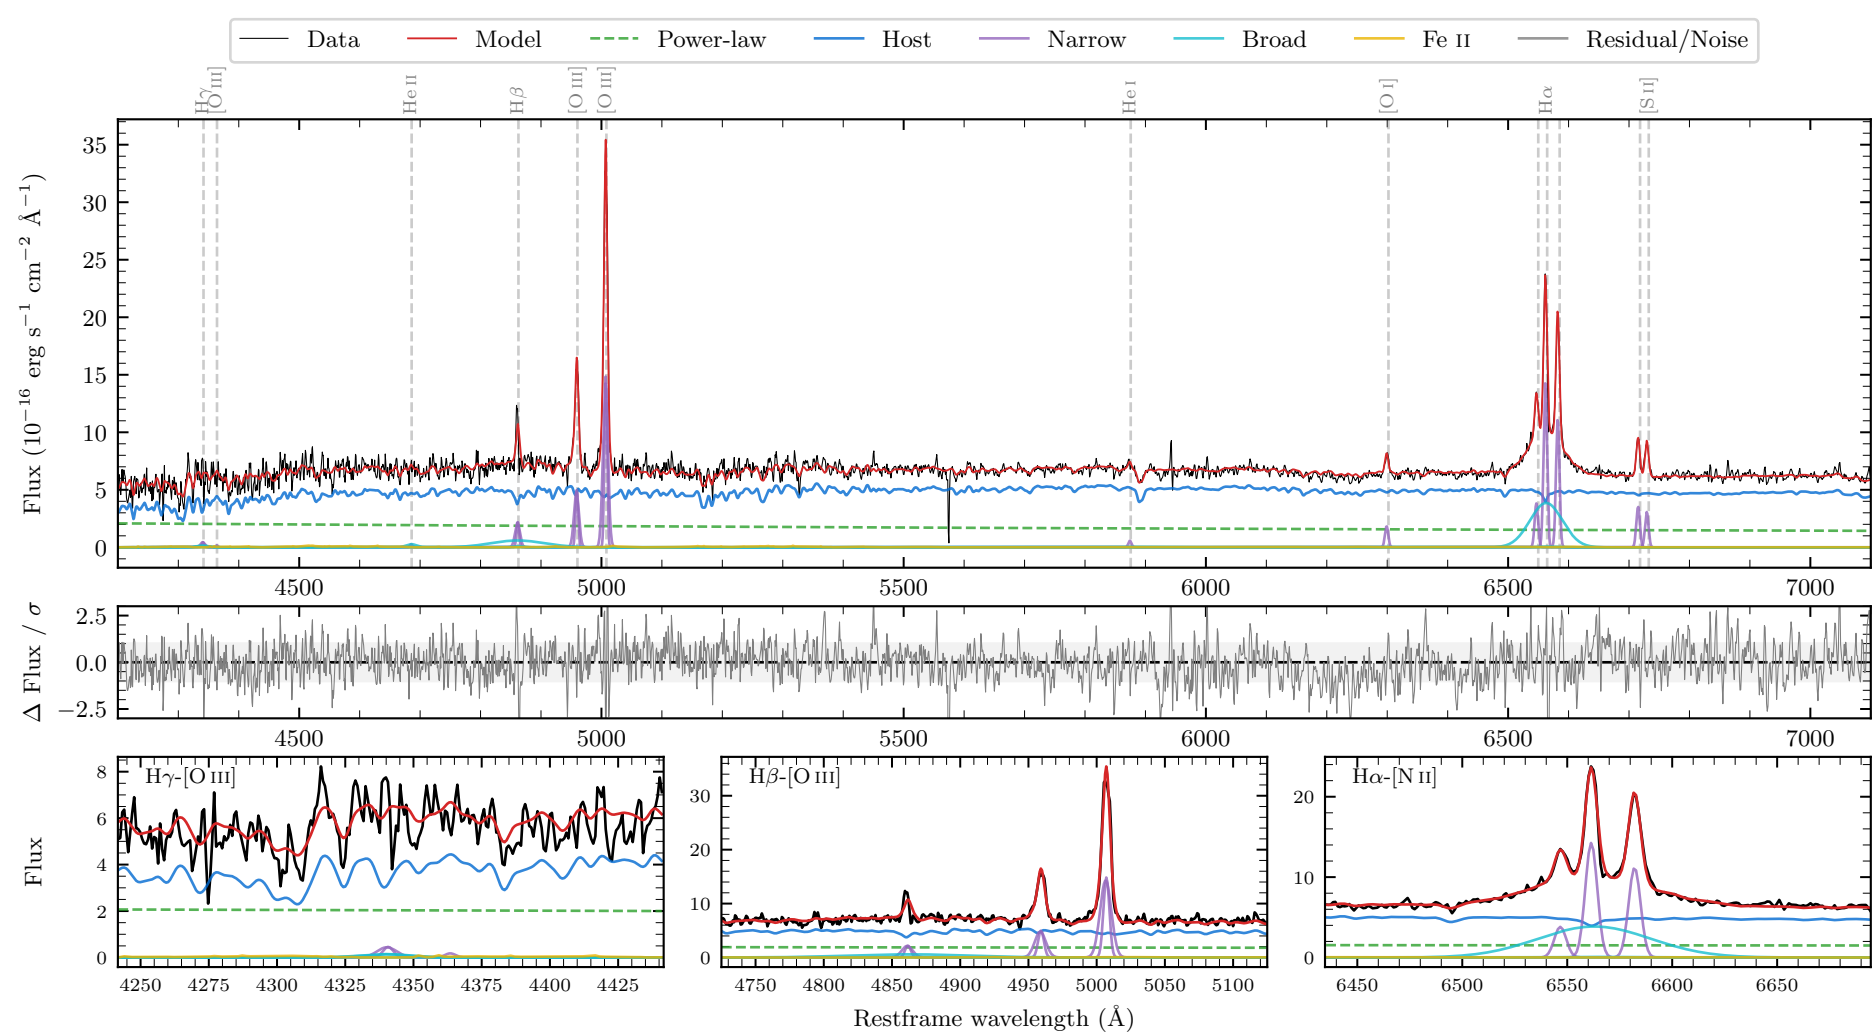 Data Model Power-law Host Narrow Broad Fe II Residual/Noise
Hγ [O III] He II Hβ [O III] [O III] He I [O I] Hα [S II]
Flux (10⁻¹⁶ erg s⁻¹ cm⁻² Å⁻¹)
35
30
25
20
15
10
5
0
4500 5000 5500 6000 6500 7000
Δ Flux / σ
2.5
0.0
−2.5
4500 5000 5500 6000 6500 7000
Flux
Hγ-[O III]
8
6
4
2
0
4250 4275 4300 4325 4350 4375 4400 4425
Hβ-[O III]
30
20
10
0
4750 4800 4850 4900 4950 5000 5050 5100
Hα-[N II]
20
10
0
6450 6500 6550 6600 6650
Restframe wavelength (Å)